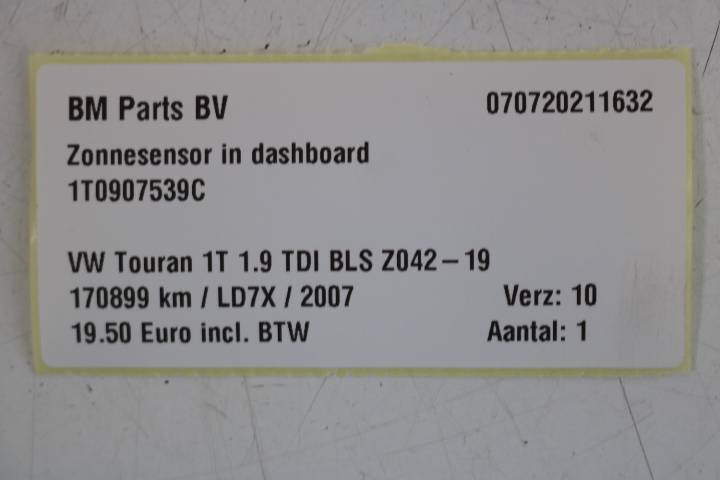 BM Parts BV 070720211632
Zonnesensor in dashboard
1T0907539C
VW Touran 1T 1.9 TDI BLS Z042-19
170899 km / LD7X / 2007 Verz: 10
19.50 Euro incl. BTW Aantal: 1